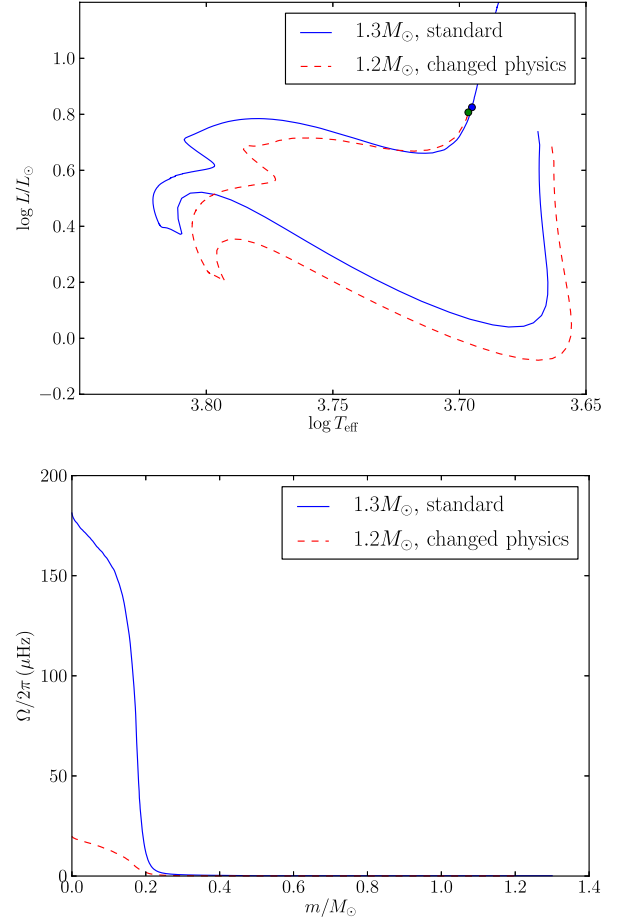 1.3M⊙, standard
1.2M⊙, changed physics
1.0
0.8
0.6
0.4
0.2
0.0
−0.2
log L/L⊙
3.80 3.75 3.70 3.65
log Teff
200
150
100
50
0
Ω/2π (μHz)
1.3M⊙, standard
1.2M⊙, changed physics
0.0 0.2 0.4 0.6 0.8 1.0 1.2 1.4
m/M⊙